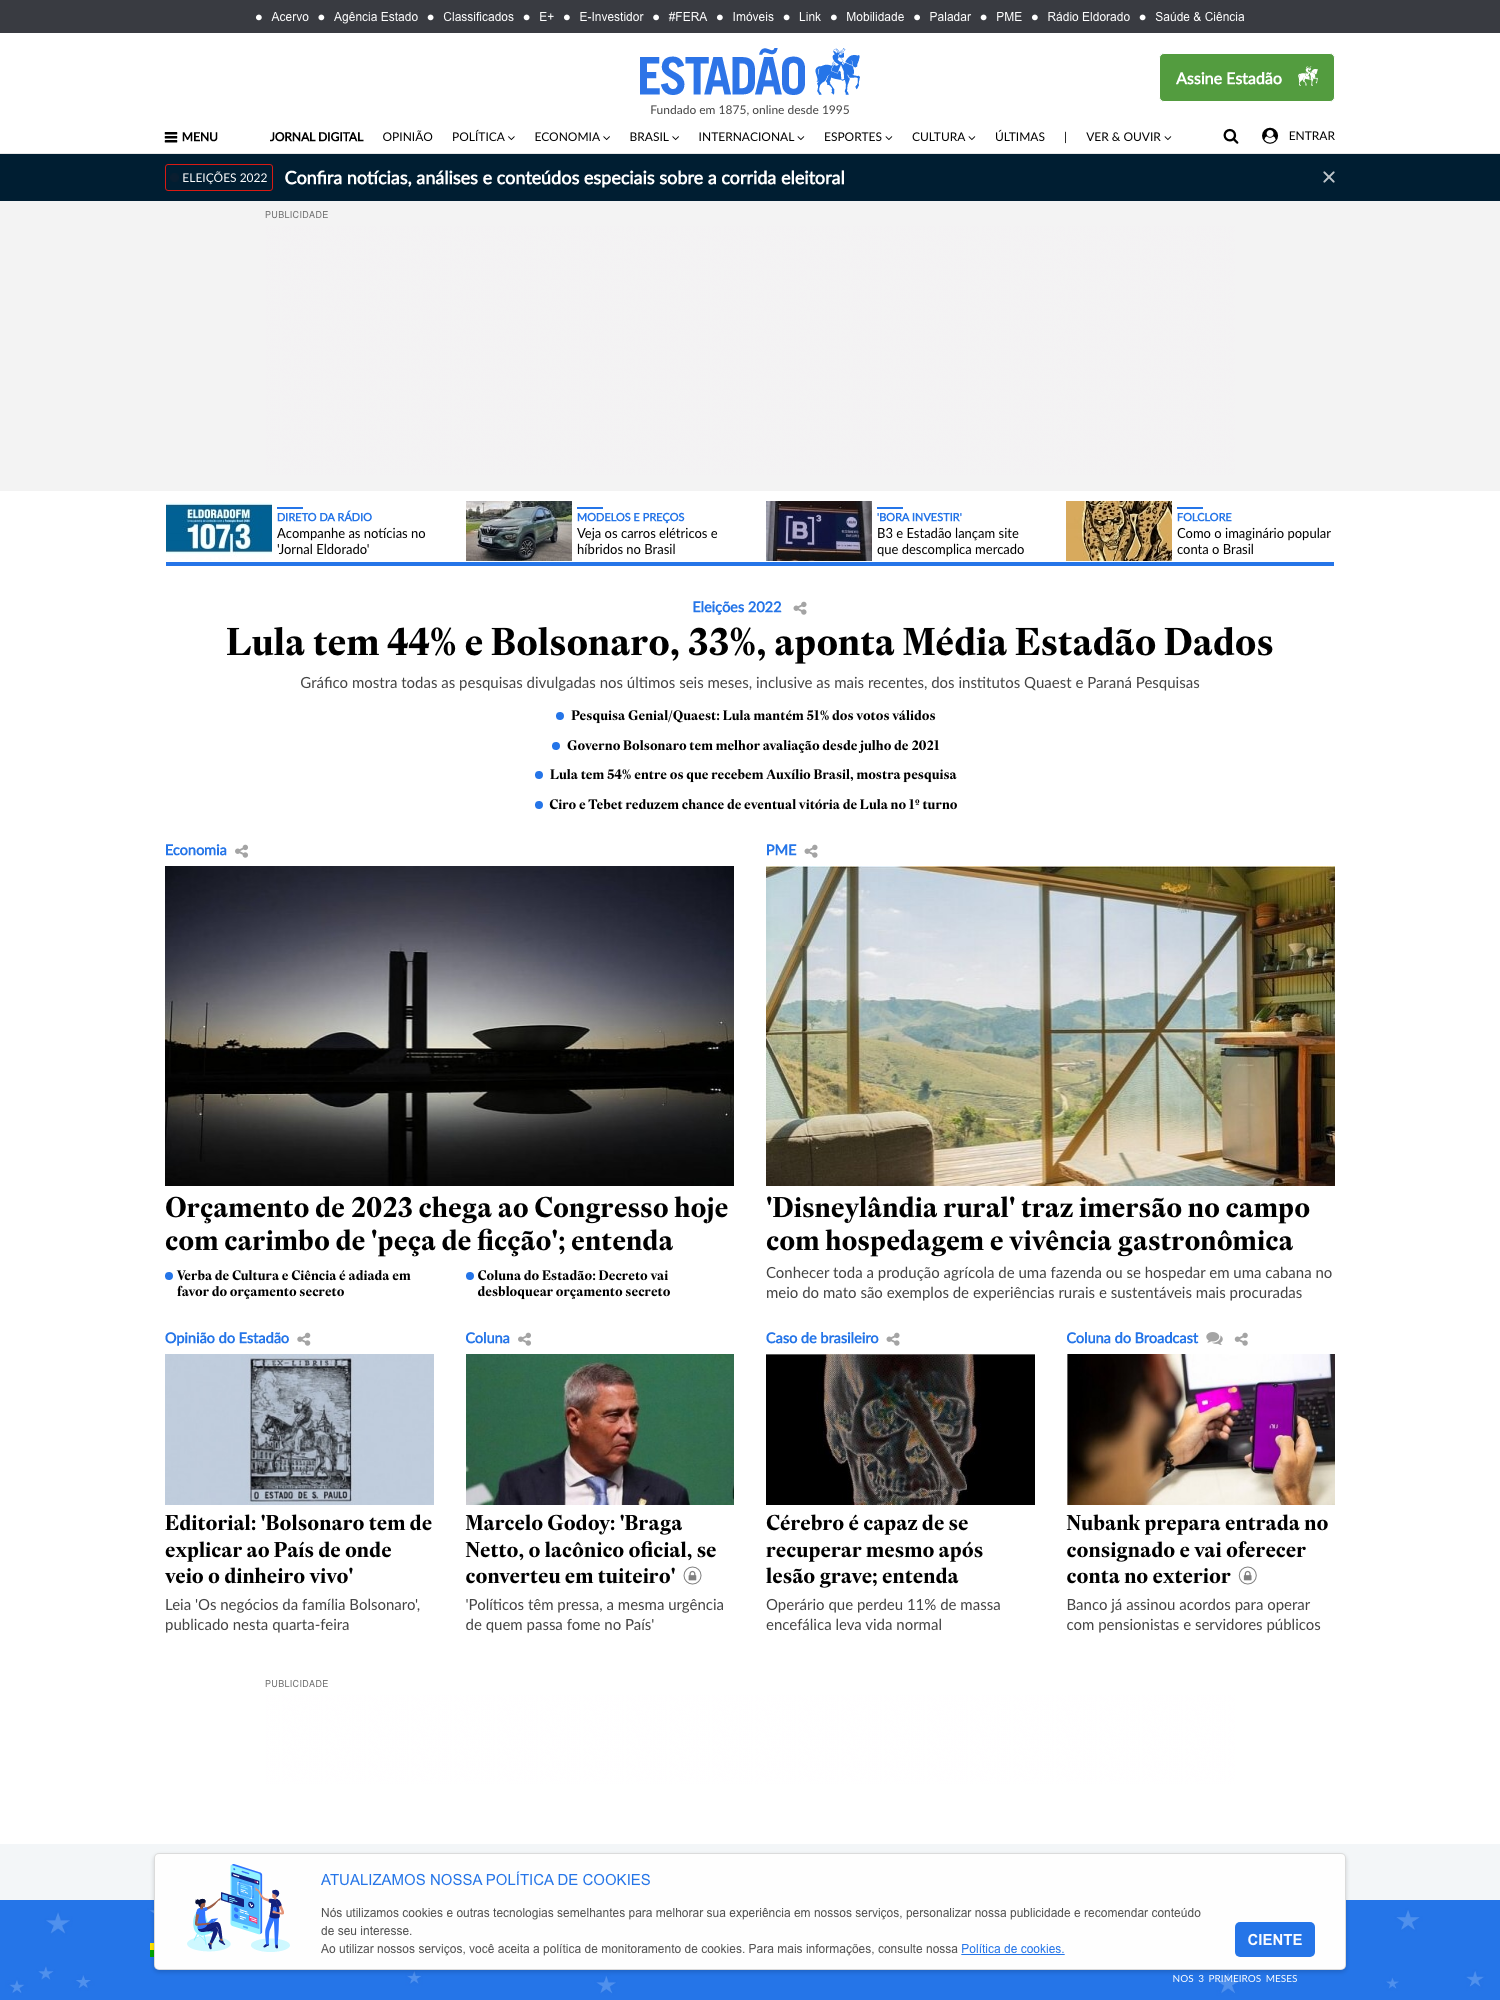 Acervo Agência Estado Classificados E+ E-Investidor #FERA Imóveis Link Mobilidade Paladar PME Rádio Eldorado Saúde & Ciência
ESTADÃO
Fundado em 1875, online desde 1995
Assine Estadão
MENU JORNAL DIGITAL OPINIÃO POLÍTICA ECONOMIA BRASIL INTERNACIONAL ESPORTES CULTURA ÚLTIMAS | VER & OUVIR ENTRAR
ELEIÇÕES 2022 Confira notícias, análises e conteúdos especiais sobre a corrida eleitoral
PUBLICIDADE
ELDORADOFM
107,3
DIRETO DA RÁDIO
Acompanhe as notícias no
'Jornal Eldorado'
MODELOS E PREÇOS
Veja os carros elétricos e
híbridos no Brasil
[B]3
'BORA INVESTIR'
B3 e Estadão lançam site
que descomplica mercado
FOLCLORE
Como o imaginário popular
conta o Brasil
Eleições 2022
Lula tem 44% e Bolsonaro, 33%, aponta Média Estadão Dados
Gráfico mostra todas as pesquisas divulgadas nos últimos seis meses, inclusive as mais recentes, dos institutos Quaest e Paraná Pesquisas
Pesquisa Genial/Quaest: Lula mantém 51% dos votos válidos
Governo Bolsonaro tem melhor avaliação desde julho de 2021
Lula tem 54% entre os que recebem Auxílio Brasil, mostra pesquisa
Ciro e Tebet reduzem chance de eventual vitória de Lula no 1º turno
Economia
Orçamento de 2023 chega ao Congresso hoje
com carimbo de 'peça de ficção'; entenda
Verba de Cultura e Ciência é adiada em
favor do orçamento secreto
Coluna do Estadão: Decreto vai
desbloquear orçamento secreto
PME
'Disneylândia rural' traz imersão no campo
com hospedagem e vivência gastronômica
Conhecer toda a produção agrícola de uma fazenda ou se hospedar em uma cabana no
meio do mato são exemplos de experiências rurais e sustentáveis mais procuradas
Opinião do Estadão
EX-LIBRIS
O ESTADO DE S. PAULO
Editorial: 'Bolsonaro tem de
explicar ao País de onde
veio o dinheiro vivo'
Leia 'Os negócios da família Bolsonaro',
publicado nesta quarta-feira
Coluna
Marcelo Godoy: 'Braga
Netto, o lacônico oficial, se
converteu em tuiteiro'
'Políticos têm pressa, a mesma urgência
de quem passa fome no País'
Caso de brasileiro
Cérebro é capaz de se
recuperar mesmo após
lesão grave; entenda
Operário que perdeu 11% de massa
encefálica leva vida normal
Coluna do Broadcast
nu
Nubank prepara entrada no
consignado e vai oferecer
conta no exterior
Banco já assinou acordos para operar
com pensionistas e servidores públicos
PUBLICIDADE
ATUALIZAMOS NOSSA POLÍTICA DE COOKIES
Nós utilizamos cookies e outras tecnologias semelhantes para melhorar sua experiência em nossos serviços, personalizar nossa publicidade e recomendar conteúdo
de seu interesse.
Ao utilizar nossos serviços, você aceita a política de monitoramento de cookies. Para mais informações, consulte nossa Política de cookies.
CIENTE
NOS 3 PRIMEIROS MESES